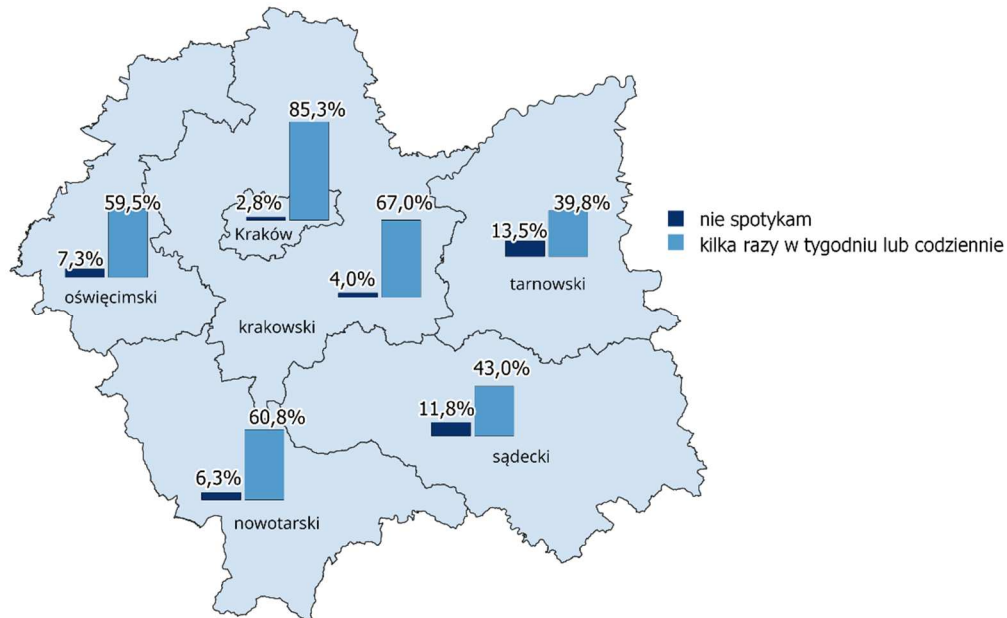 85,3%
2,8%
Kraków
59,5%
7,3%
oświęcimski
67,0%
4,0%
krakowski
39,8%
13,5%
tarnowski
nie spotykam
kilka razy w tygodniu lub codziennie
43,0%
11,8%
sądecki
60,8%
6,3%
nowotarski